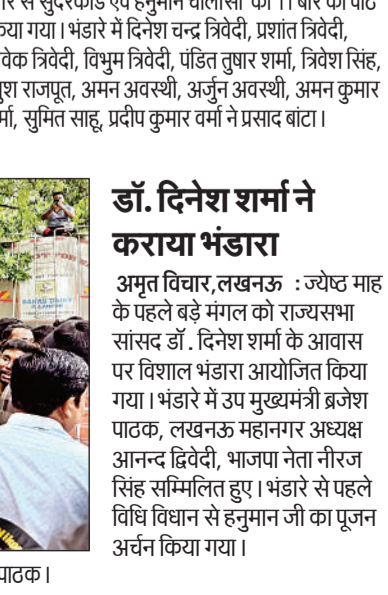 सुंदरकांड एवं हनुमान चालीसा का 11 बार का पाठ
किया गया। भंडारे में दिनेश चन्द्र त्रिवेदी, प्रशांत त्रिवेदी,
त्रिवेदी, विभुम त्रिवेदी, पंडित तुषार शर्मा, त्रिवेश सिंह,
राजपूत, अमन अवस्थी, अर्जुन अवस्थी, अमन कुमार
सुमित साहू, प्रदीप कुमार वर्मा ने प्रसाद बांटा।
डॉ. दिनेश शर्मा ने
कराया भंडारा
अमृत विचार, लखनऊ : ज्येष्ठ माह
के पहले बड़े मंगल को राज्यसभा
सांसद डॉ. दिनेश शर्मा के आवास
पर विशाल भंडारा आयोजित किया
गया। भंडारे में उप मुख्यमंत्री ब्रजेश
पाठक, लखनऊ महानगर अध्यक्ष
आनन्द द्विवेदी, भाजपा नेता नीरज
सिंह सम्मिलित हुए। भंडारे से पहले
विधि विधान से हनुमान जी का पूजन
अर्चन किया गया।
पाठक।